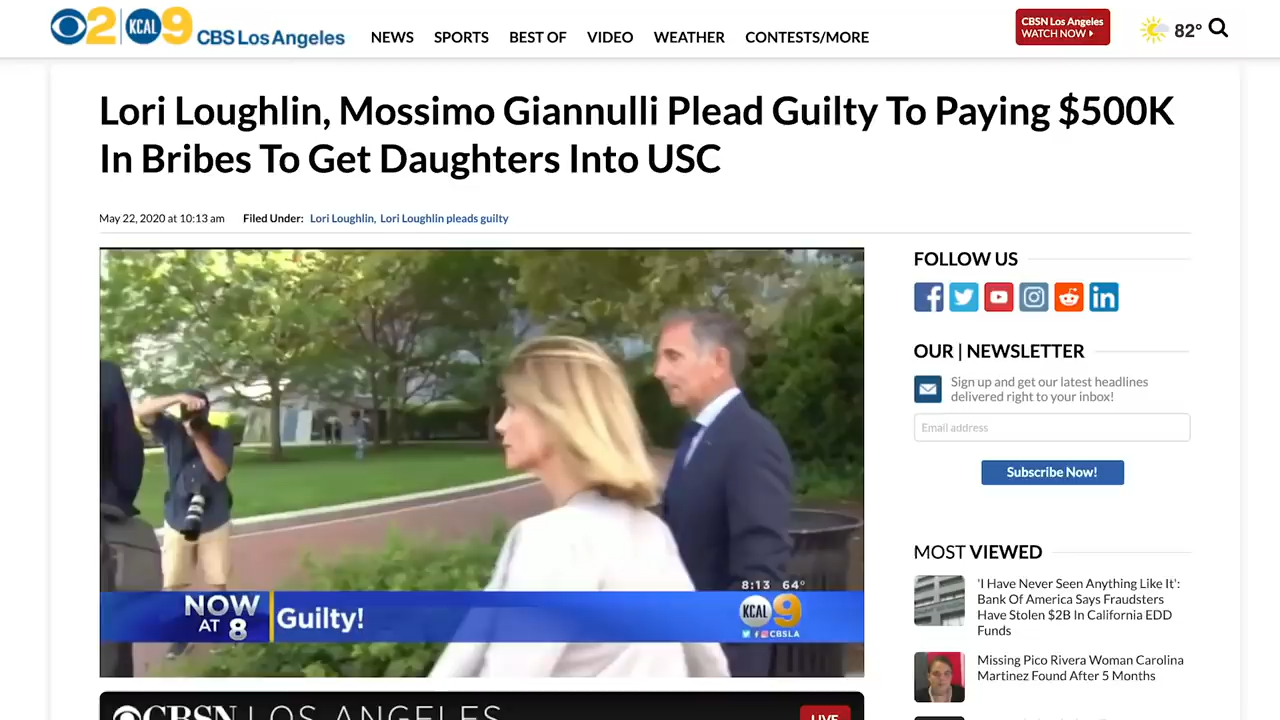 2 KCAL 9 CBS Los Angeles
NEWS SPORTS BEST OF VIDEO WEATHER CONTESTS/MORE
CBSN Los Angeles
WATCH NOW
82°
Lori Loughlin, Mossimo Giannulli Plead Guilty To Paying $500K
In Bribes To Get Daughters Into USC
May 22, 2020 at 10:13 am Filed Under: Lori Loughlin, Lori Loughlin pleads guilty
8:13 64°
NOW
AT 8
Guilty!
KCAL 9
CBSLA
CBSN LOS ANGELES
LIVE
FOLLOW US
OUR | NEWSLETTER
Sign up and get our latest headlines
delivered right to your inbox!
Email address
Subscribe Now!
MOST VIEWED
'I Have Never Seen Anything Like It':
Bank Of America Says Fraudsters
Have Stolen $2B In California EDD
Funds
Missing Pico Rivera Woman Carolina
Martinez Found After 5 Months